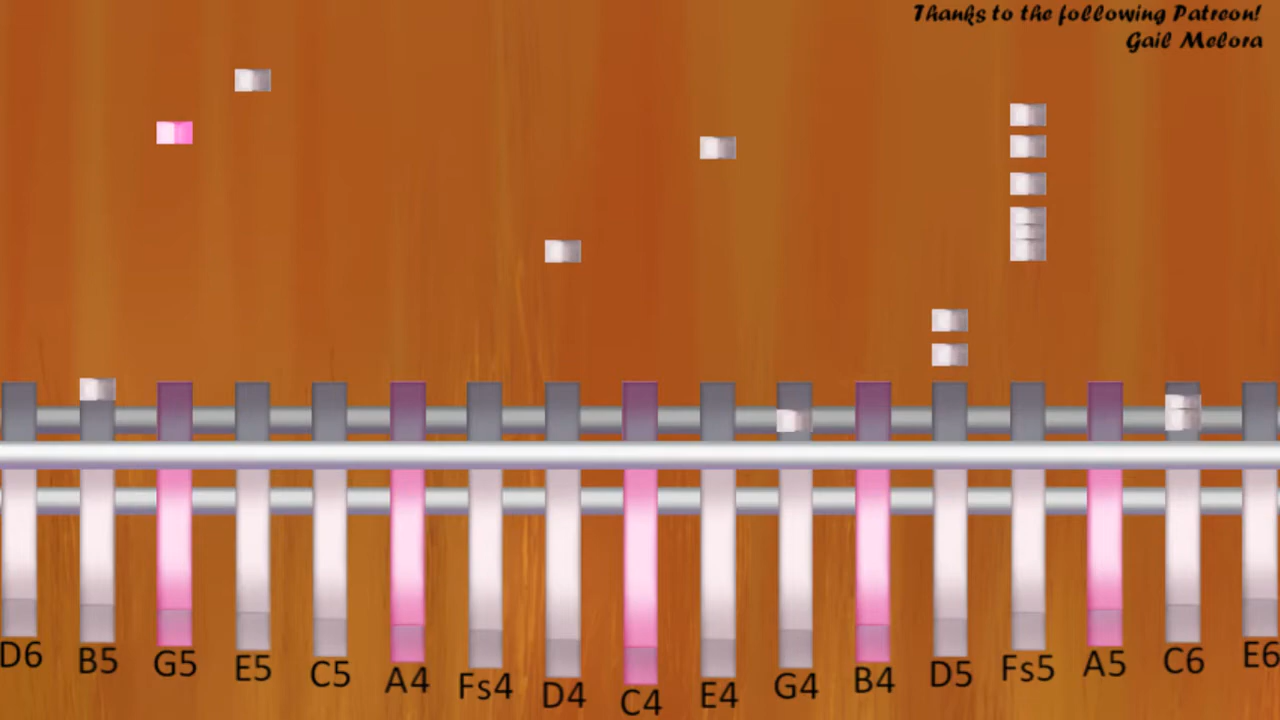 Thanks to the following Patreon!
Gail Melora
D6 B5 G5 E5 C5 A4 Fs4 D4 C4 E4 G4 B4 D5 Fs5 A5 C6 E6